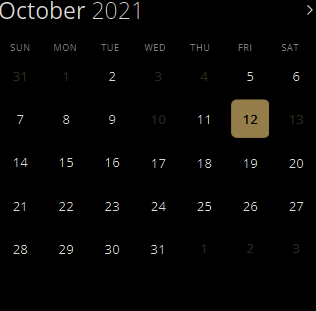 October 2021 >
SUN MON TUE WED THU FRI SAT
31 1 2 3 4 5 6
7 8 9 10 11 12 13
14 15 16 17 18 19 20
21 22 23 24 25 26 27
28 29 30 31 1 2 3